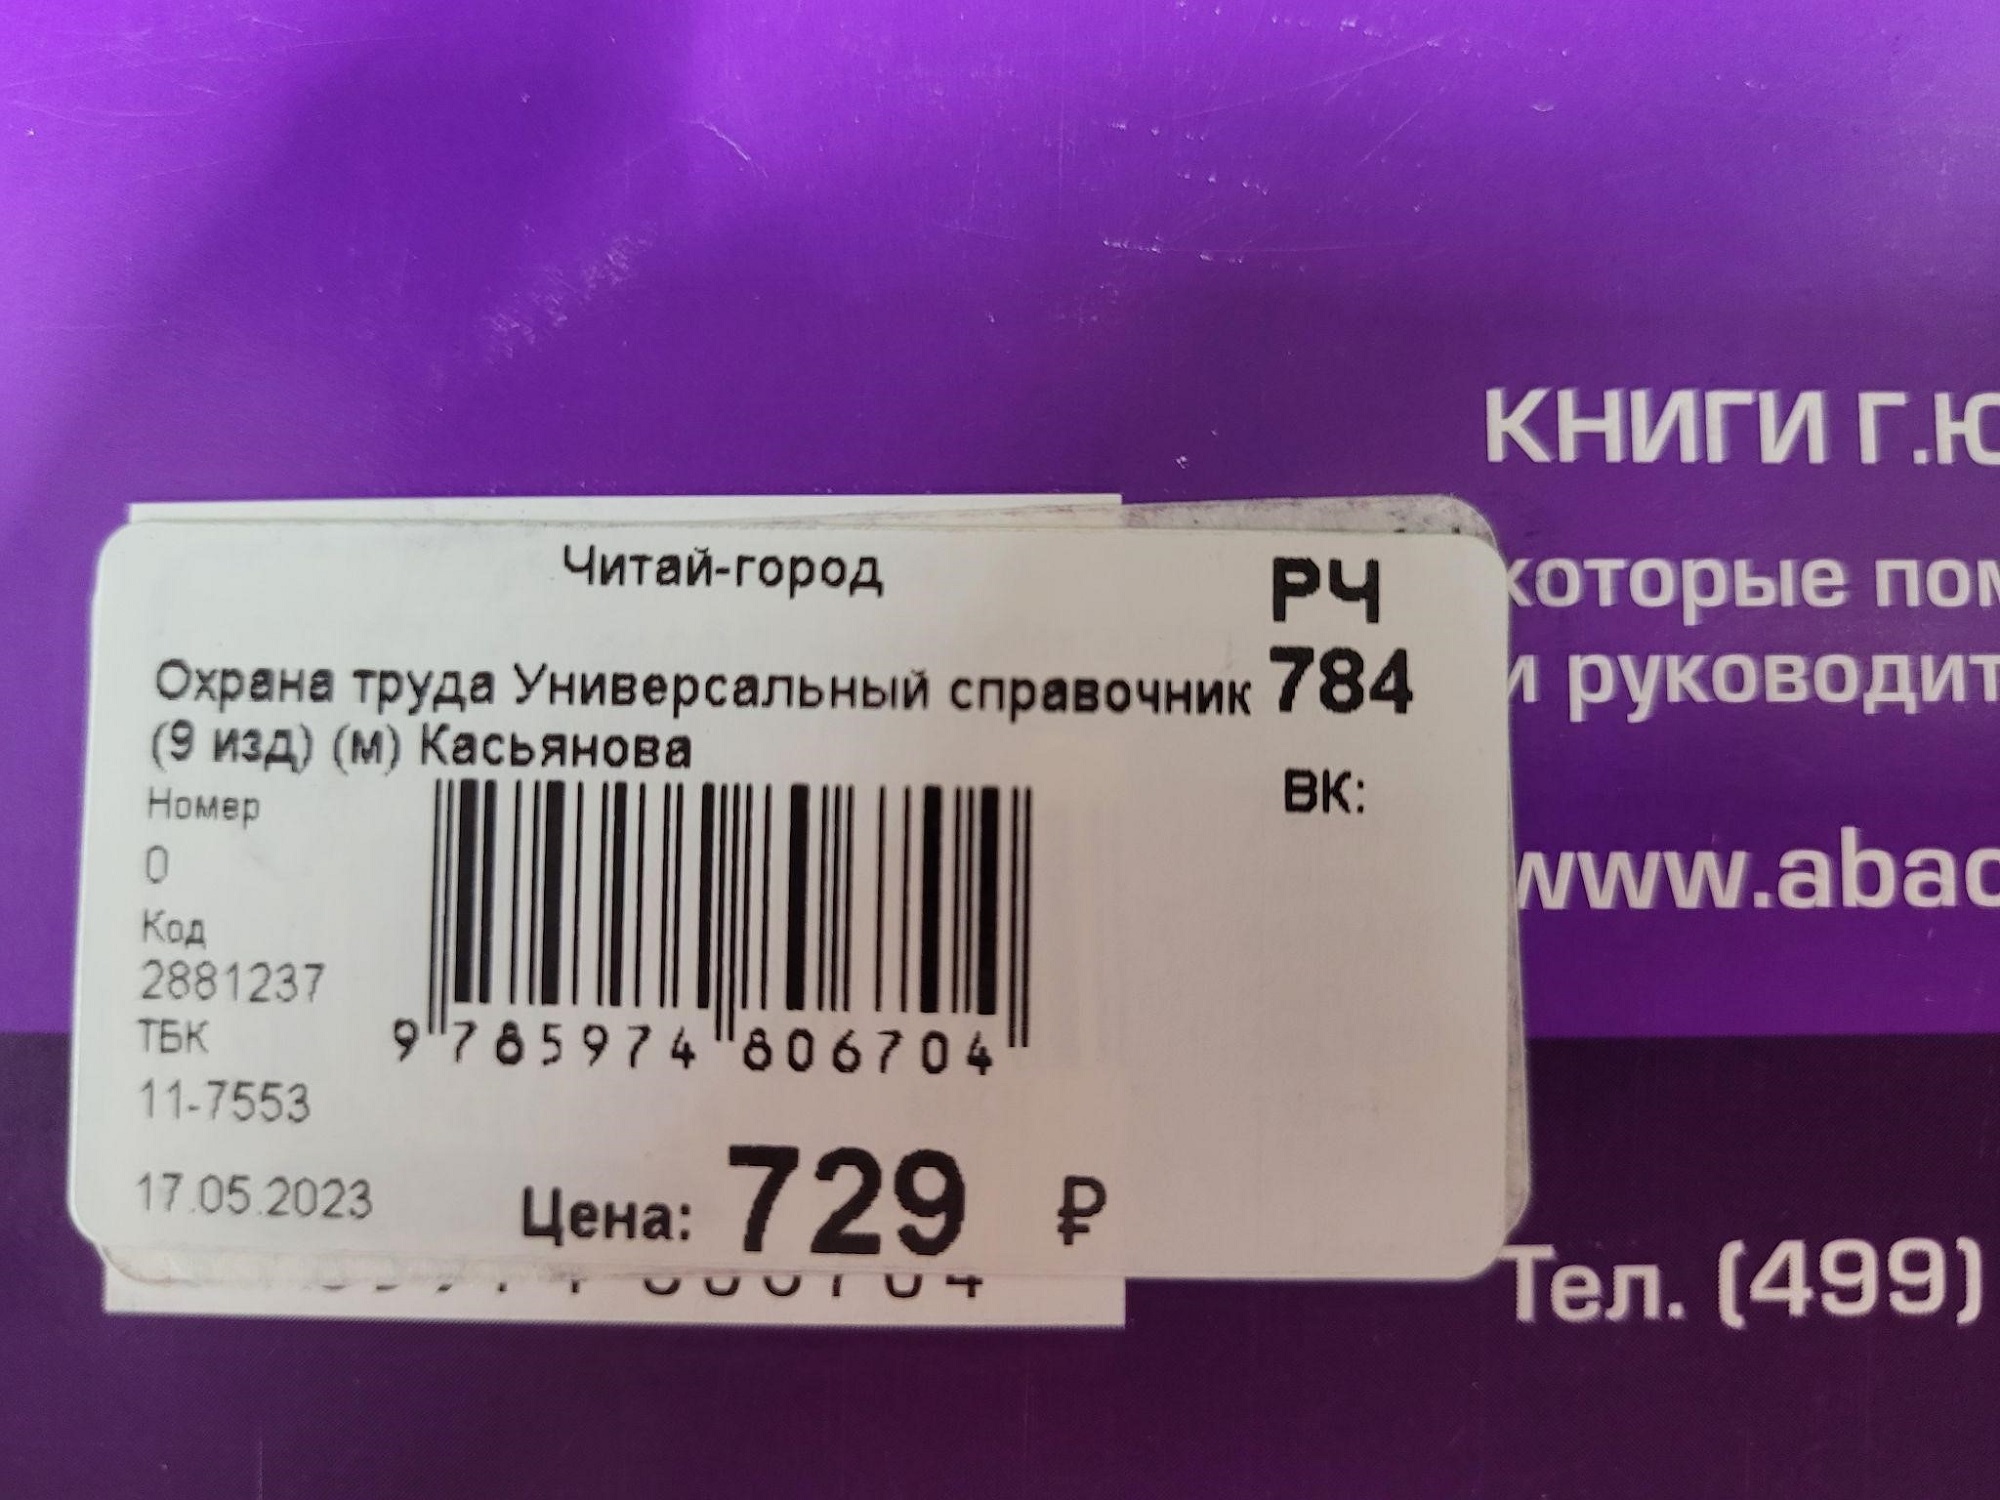 КНИГИ Г.Ю
которые пом
и руководит
www.abac
Тел. (499)
Читай-город
РЧ
784
ВК:
Охрана труда Универсальный справочник
(9 изд) (м) Касьянова
Номер
0
Код
2881237
ТБК
11-7553
17.05.2023
9 785974 806704
Цена: 729 ₽